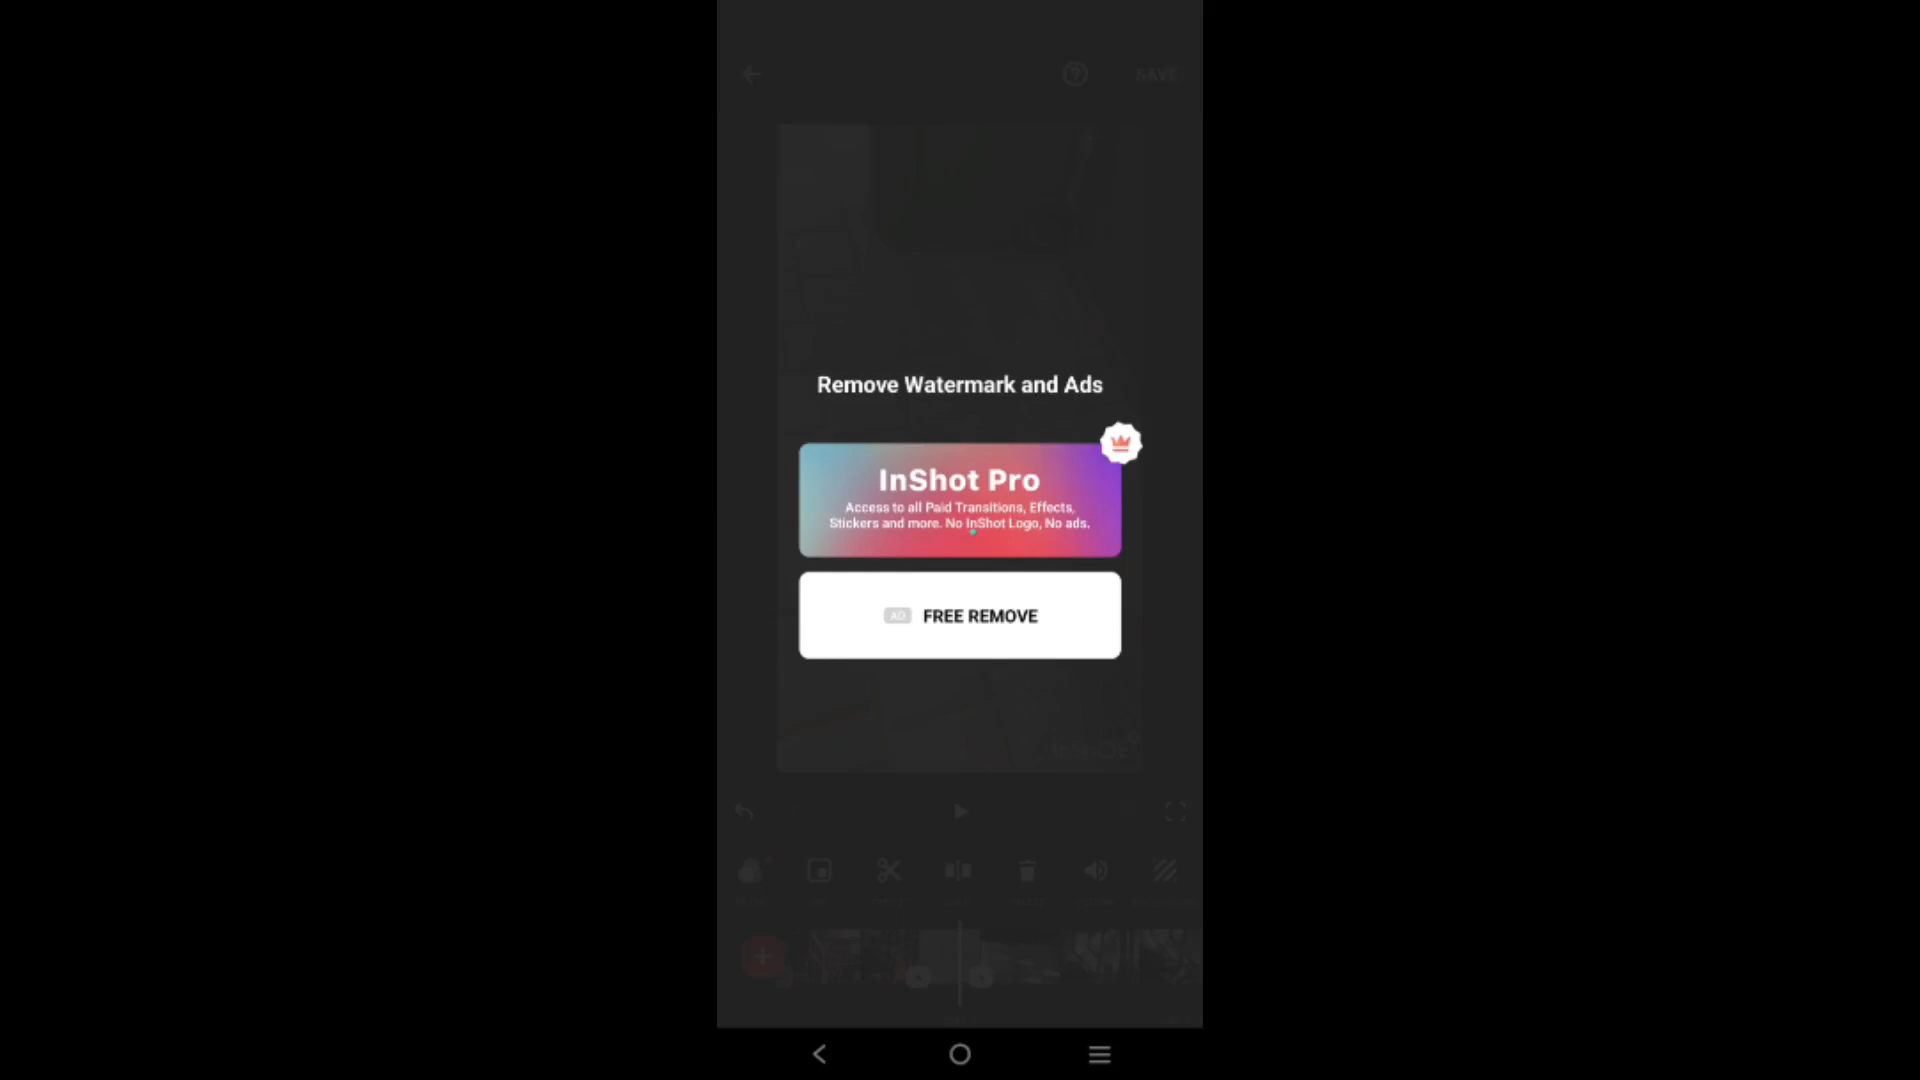 SAVE
Remove Watermark and Ads
InShot Pro
Access to all Paid Transitions, Effects,
Stickers and more. No InShot Logo, No ads.
AD FREE REMOVE
InShOt